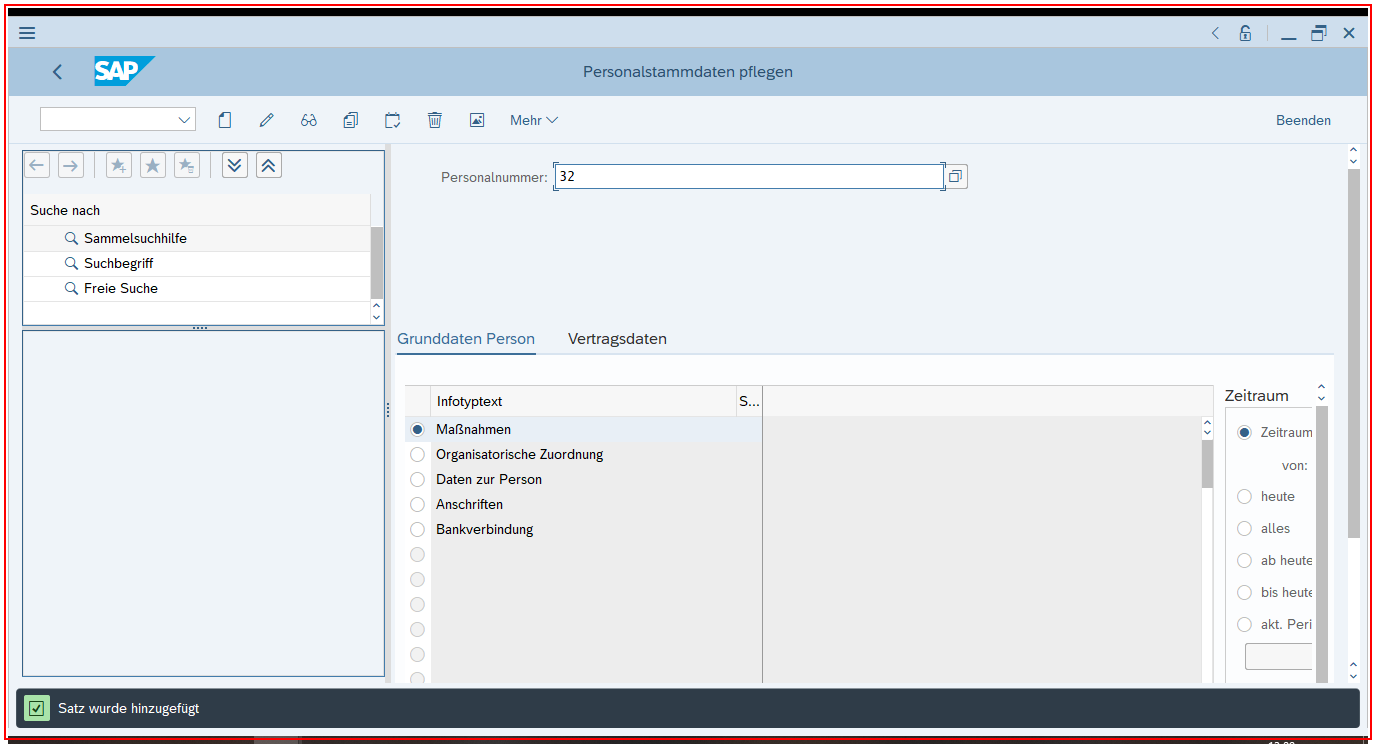 SAP
Personalstammdaten pflegen
Mehr
Beenden
Personalnummer: 32
Suche nach
Sammelsuchhilfe
Suchbegriff
Freie Suche
Grunddaten Person
Vertragsdaten
Infotyptext
S...
Maßnahmen
Organisatorische Zuordnung
Daten zur Person
Anschriften
Bankverbindung
Zeitraum
Zeitraum
von:
heute
alles
ab heute
bis heute
akt. Peri
Satz wurde hinzugefügt